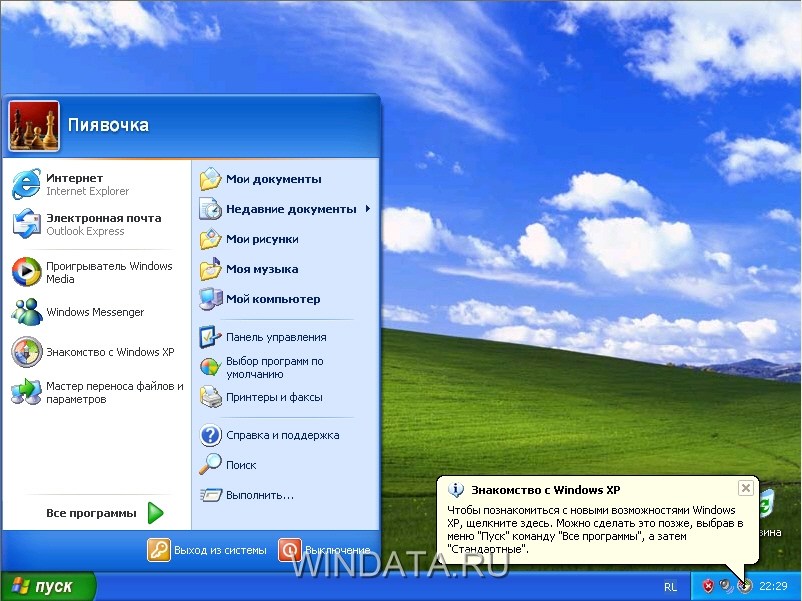 Пиявочка
Интернет
Internet Explorer
Электронная почта
Outlook Express
Проигрыватель Windows
Media
Windows Messenger
Знакомство с Windows XP
Мастер переноса файлов и
параметров
Все программы
Мои документы
Недавние документы
Мои рисунки
Моя музыка
Мой компьютер
Панель управления
Выбор программ по
умолчанию
Принтеры и факсы
Справка и поддержка
Поиск
Выполнить...
Выход из системы
Выключение
Знакомство с Windows XP
Чтобы познакомиться с новыми возможностями Windows
XP, щелкните здесь. Можно сделать это позже, выбрав в
меню "Пуск" команду "Все программы", а затем
"Стандартные".
зина
WINDATA.RU
пуск
RL
22:29